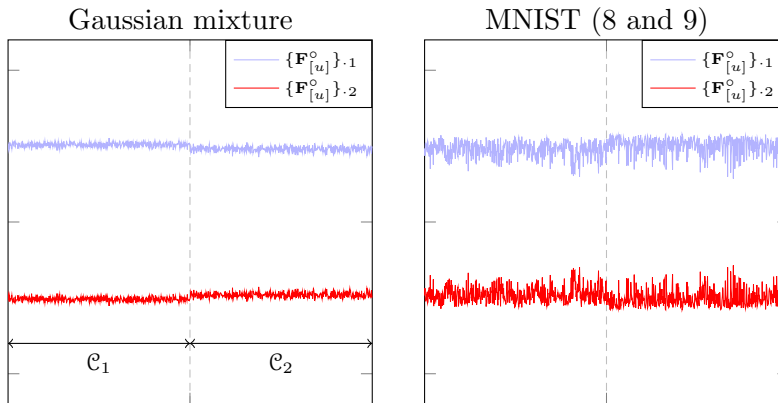 Gaussian mixture
{F°[u]}·1
{F°[u]}·2
C1
C2
MNIST (8 and 9)
{F°[u]}·1
{F°[u]}·2